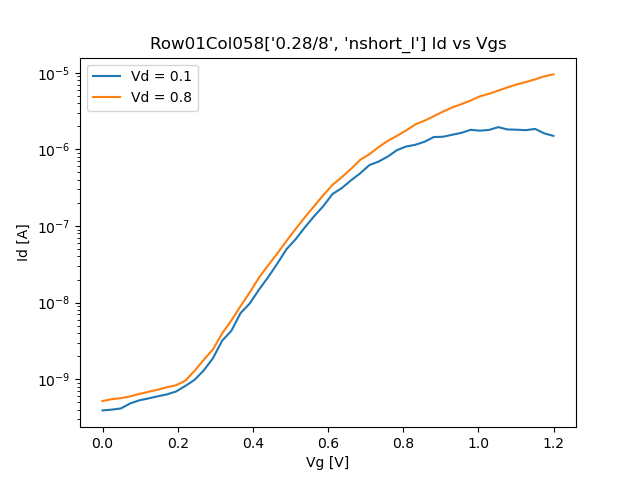 Row01Col058['0.28/8', 'nshort_l'] Id vs Vgs
Vd = 0.1
Vd = 0.8
Id [A]
10⁻⁵
10⁻⁶
10⁻⁷
10⁻⁸
10⁻⁹
0.0 0.2 0.4 0.6 0.8 1.0 1.2
Vg [V]